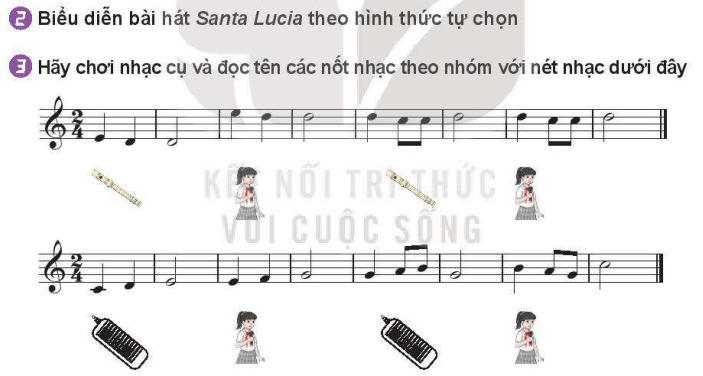 2 Biểu diễn bài hát Santa Lucia theo hình thức tự chọn
3 Hãy chơi nhạc cụ và đọc tên các nốt nhạc theo nhóm với nét nhạc dưới đây
2
4
KẾT NỐI TRI THỨC
VỚI CUỘC SỐNG
2
4